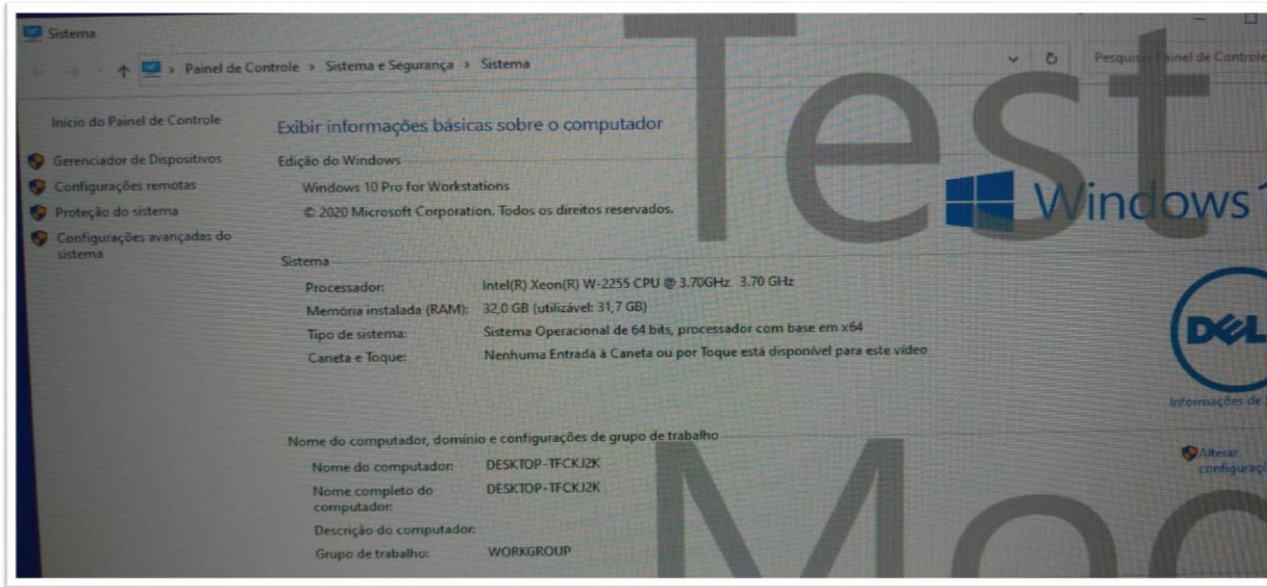 Sistema
Painel de Controle > Sistema e Segurança > Sistema
Painel de Controle
Início do Painel de Controle
Gerenciador de Dispositivos
Configurações remotas
Proteção do sistema
Configurações avançadas do
sistema
Exibir informações básicas sobre o computador
Edição do Windows
Windows 10 Pro for Workstations
© 2020 Microsoft Corporation. Todos os direitos reservados.
Windows 1
Sistema
Processador: Intel(R) Xeon(R) W-2255 CPU @ 3.70GHz 3.70 GHz
Memória instalada (RAM): 32,0 GB (utilizável: 31,7 GB)
Tipo de sistema: Sistema Operacional de 64 bits, processador com base em x64
Caneta e Toque: Nenhuma Entrada à Caneta ou por Toque está disponível para este vídeo
DELL
Informações de
Nome do computador, domínio e configurações de grupo de trabalho
Nome do computador: DESKTOP-TFCKJ2K
Nome completo do
computador: DESKTOP-TFCKJ2K
Descrição do computador:
Grupo de trabalho: WORKGROUP
Alterar
Test